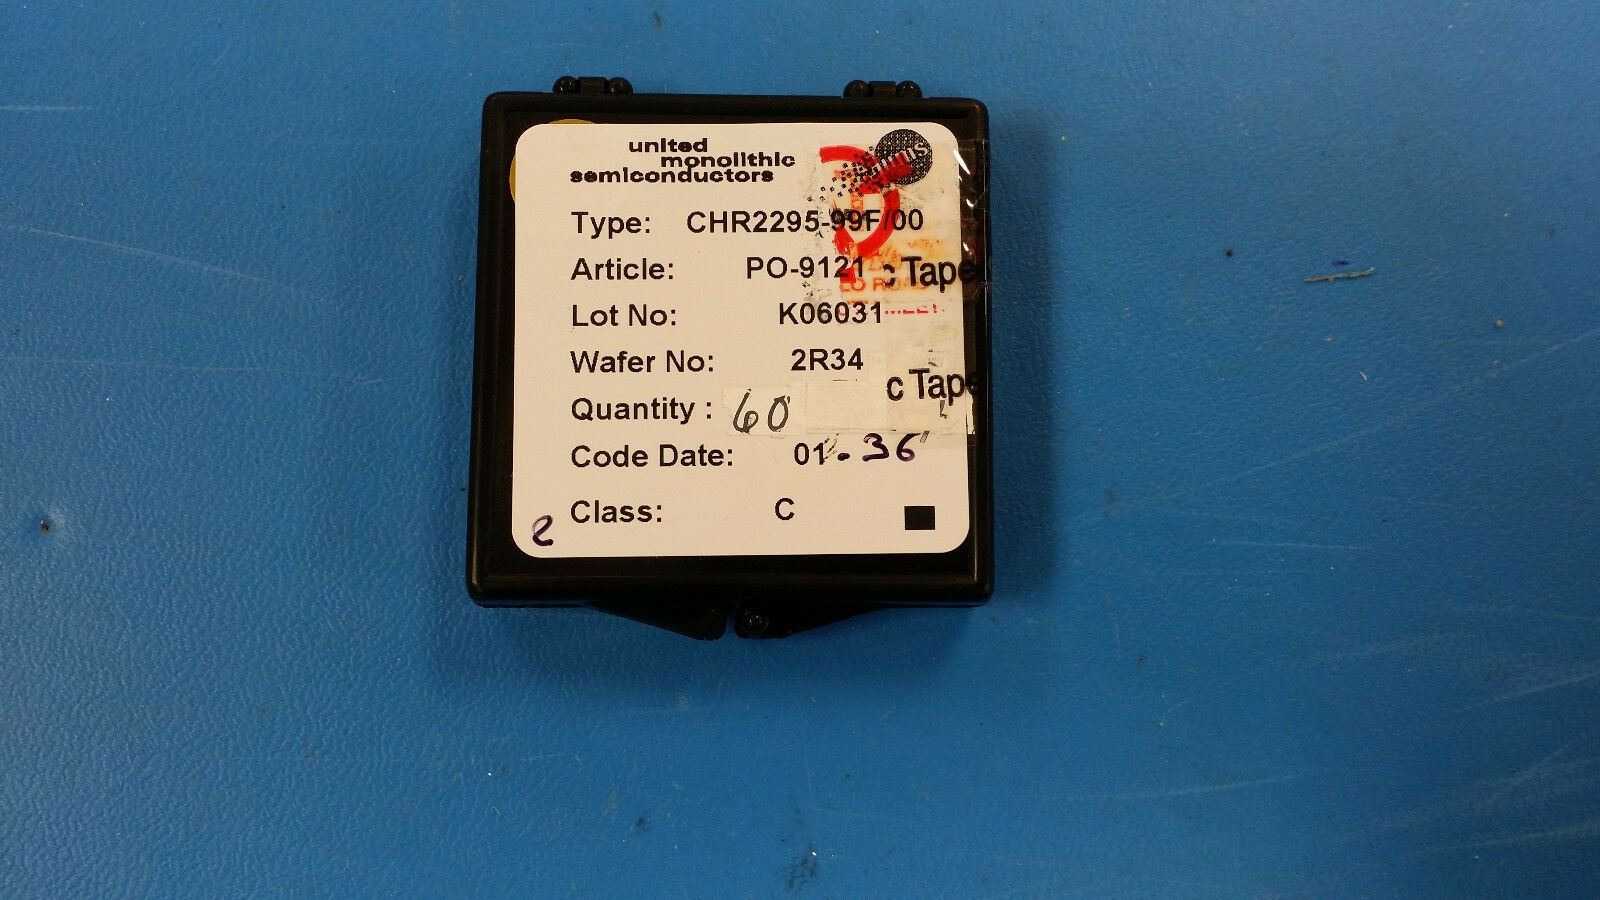 united
monolithic
semiconductors
ums
Type: CHR2295-99F/00
Article: PO-9121
c Tape
Lot No: K06031
Wafer No: 2R34
c Tape
Quantity : 60
Code Date: 01.36
Class: C
e